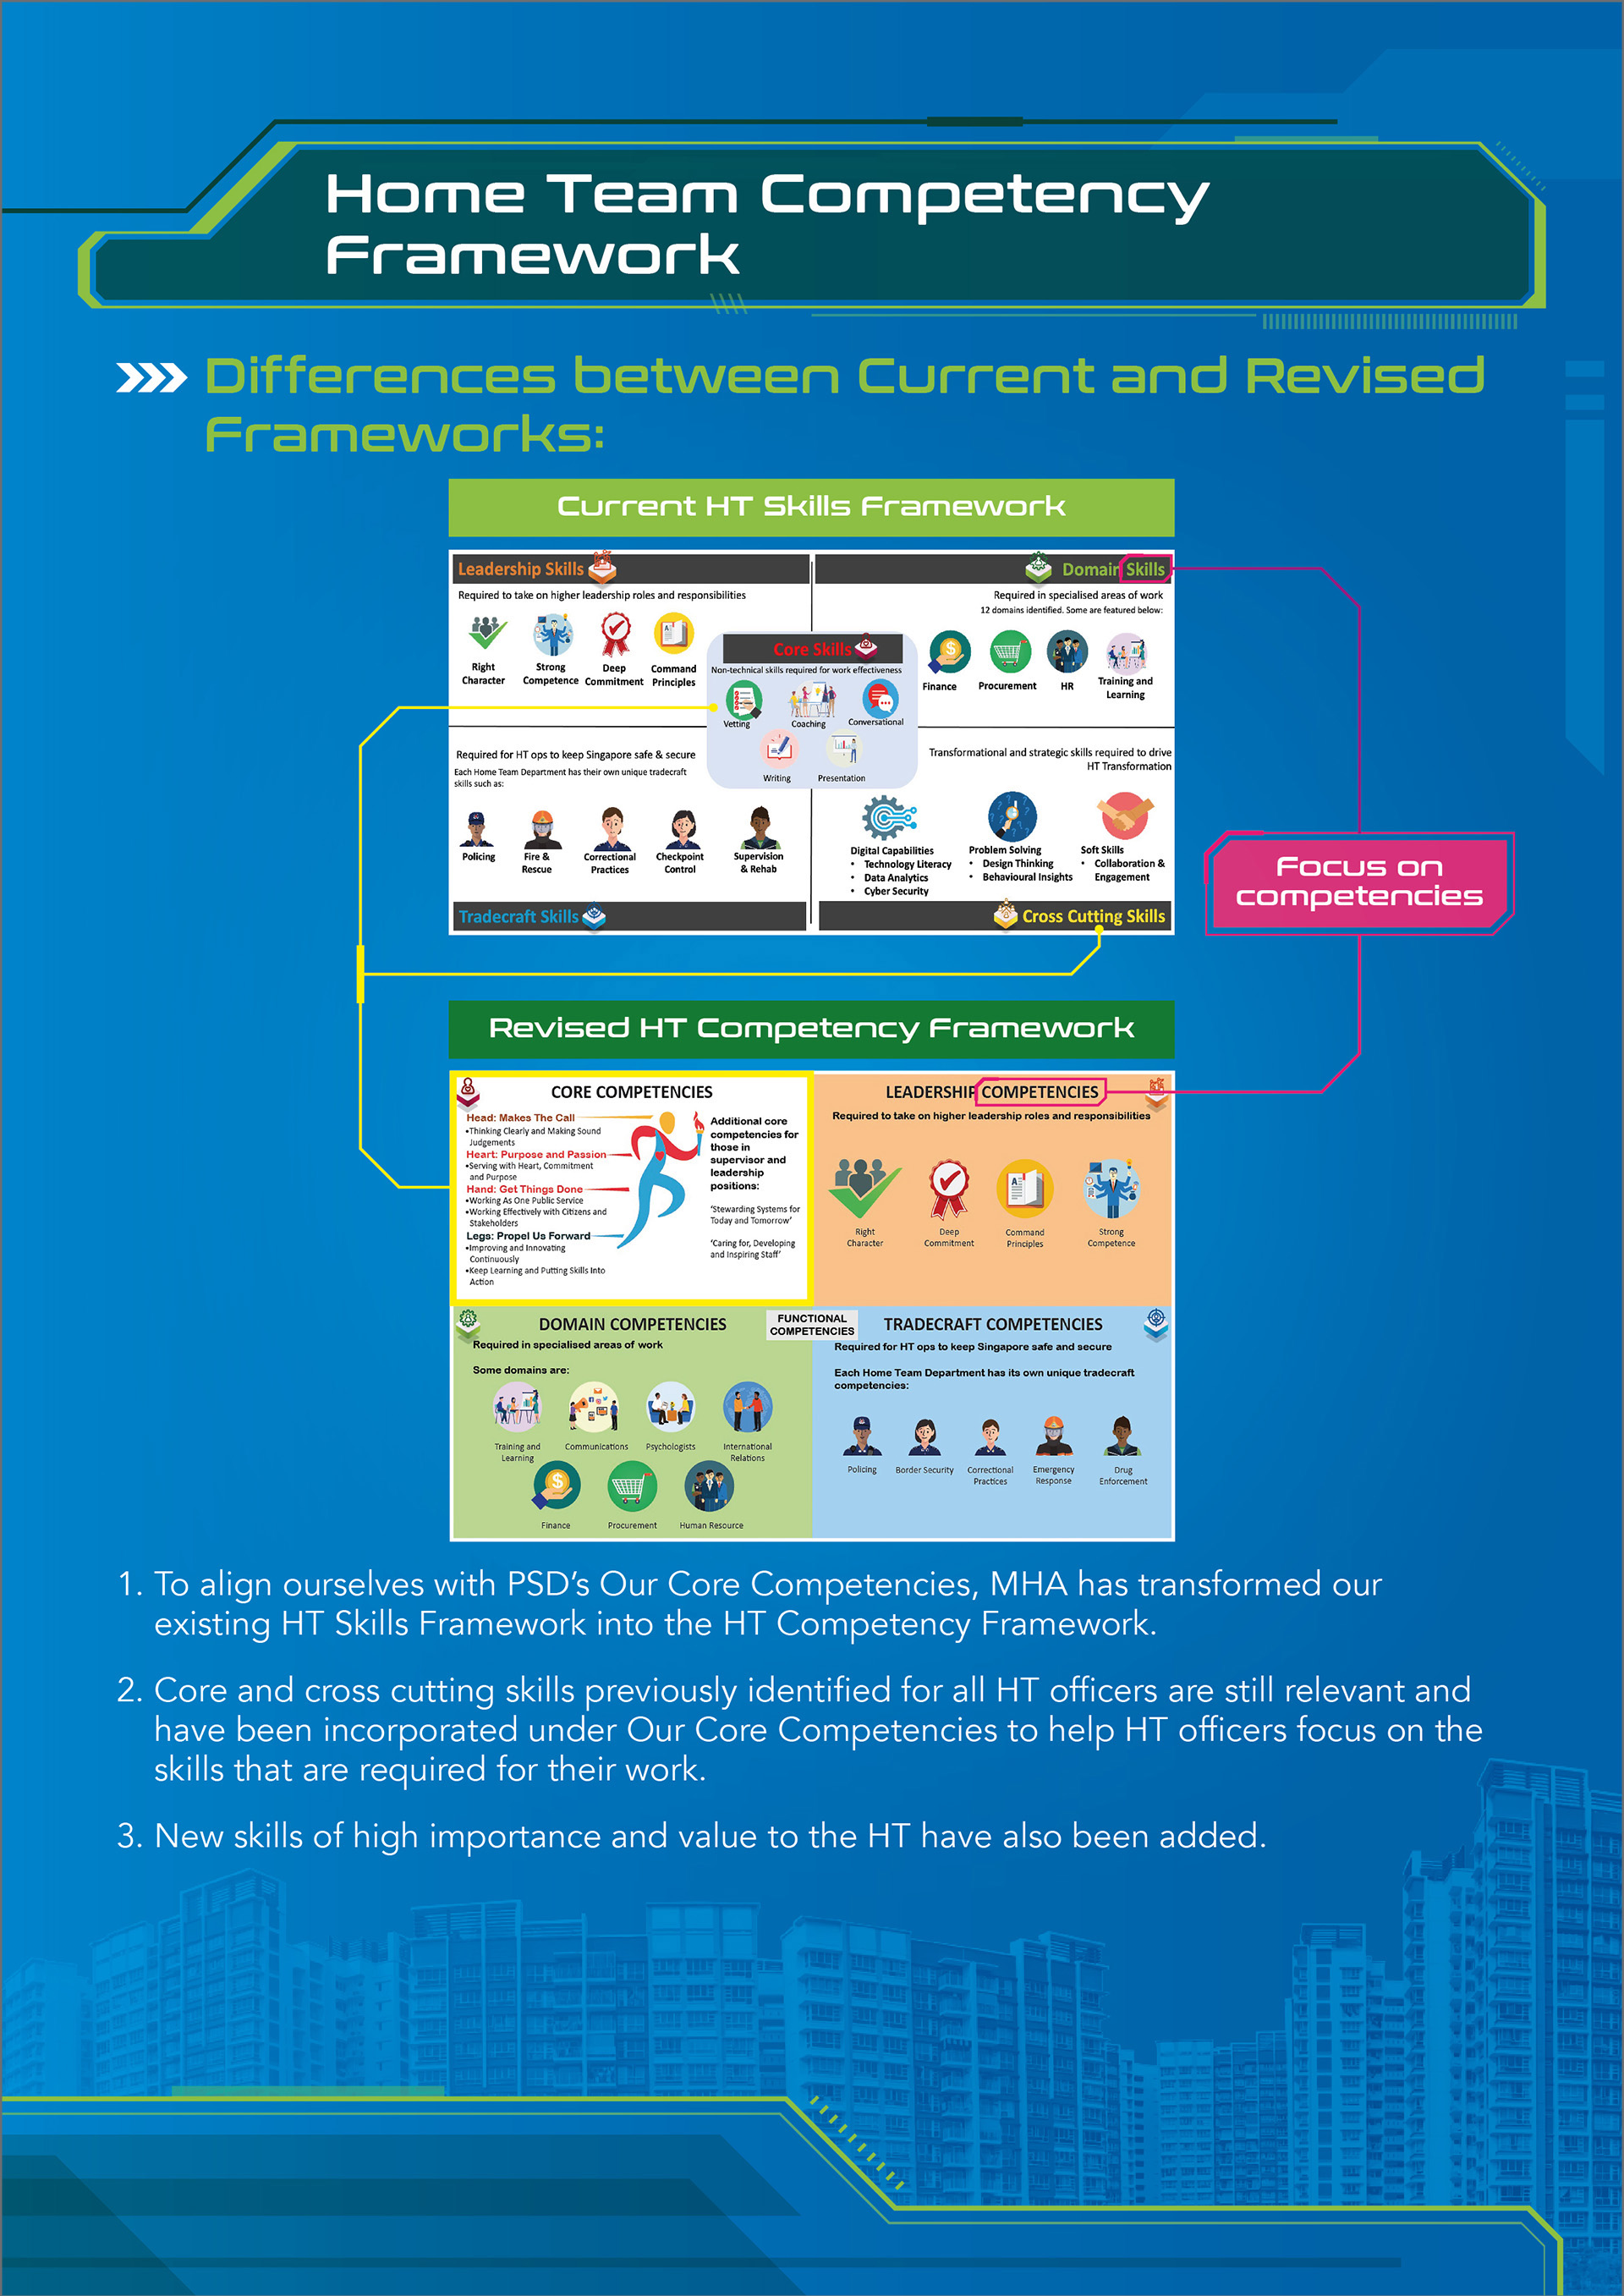 Home Team Competency
Framework
Differences between Current and Revised
Frameworks:
Current HT Skills Framework
Leadership Skills
Required to take on higher leadership roles and responsibilities
Right
Character
Strong
Competence
Deep
Commitment
Command
Principles
Domain Skills
Required in specialised areas of work
12 domains identified. Some are featured below:
Finance
Procurement
HR
Training and
Learning
Core Skills
Non-technical skills required for work effectiveness
Vetting
Coaching
Conversational
Writing
Presentation
Required for HT ops to keep Singapore safe & secure
Each Home Team Department has their own unique tradecraft
skills such as:
Policing
Fire &
Rescue
Correctional
Practices
Checkpoint
Control
Supervision
& Rehab
Tradecraft Skills
Transformational and strategic skills required to drive
HT Transformation
Digital Capabilities
• Technology Literacy
• Data Analytics
• Cyber Security
Problem Solving
• Design Thinking
• Behavioural Insights
Soft Skills
• Collaboration &
Engagement
Cross Cutting Skills
Focus on
competencies
Revised HT Competency Framework
CORE COMPETENCIES
Head: Makes The Call
•Thinking Clearly and Making Sound
Judgements
Heart: Purpose and Passion
•Serving with Heart, Commitment
and Purpose
Hand: Get Things Done
•Working As One Public Service
•Working Effectively with Citizens and
Stakeholders
Legs: Propel Us Forward
•Improving and Innovating
Continuously
•Keep Learning and Putting Skills Into
Action
Additional core
competencies for
those in
supervisor and
leadership
positions:
'Stewarding Systems for
Today and Tomorrow'
'Caring for, Developing
and Inspiring Staff'
LEADERSHIP COMPETENCIES
Required to take on higher leadership roles and responsibilities
Right
Character
Deep
Commitment
Command
Principles
Strong
Competence
FUNCTIONAL
COMPETENCIES
DOMAIN COMPETENCIES
Required in specialised areas of work
Some domains are:
Training and
Learning
Communications
Psychologists
International
Relations
Finance
Procurement
Human Resource
TRADECRAFT COMPETENCIES
Required for HT ops to keep Singapore safe and secure
Each Home Team Department has its own unique tradecraft
competencies:
Policing
Border Security
Correctional
Practices
Emergency
Response
Drug
Enforcement
1. To align ourselves with PSD's Our Core Competencies, MHA has transformed our
existing HT Skills Framework into the HT Competency Framework.
2. Core and cross cutting skills previously identified for all HT officers are still relevant and
have been incorporated under Our Core Competencies to help HT officers focus on the
skills that are required for their work.
3. New skills of high importance and value to the HT have also been added.